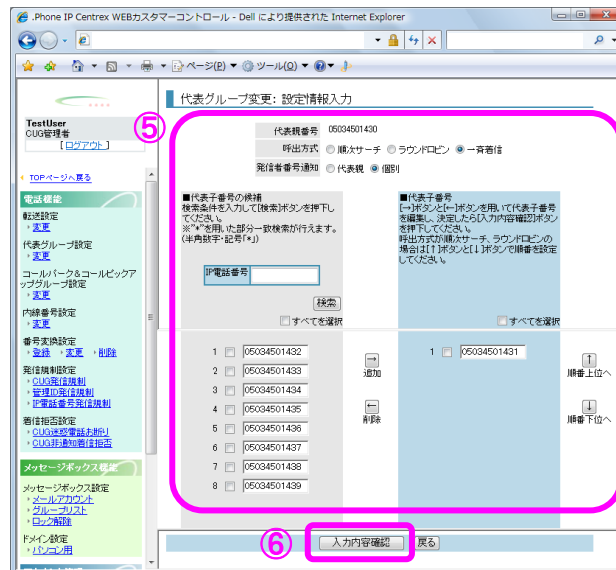 .Phone IP Centrex WEBカスタマーコントロール - Dell により提供された Internet Explorer
ページ(P) ツール(O)
TestUser
CUG管理者
[ログアウト]
TOPページへ戻る
電話機能
転送設定
変更
代表グループ設定
変更
コールパーク&コールピックアップグループ設定
変更
内線番号設定
変更
番号変換設定
登録 変更 削除
発信規制設定
CUG発信規制
管理ID発信規制
IP電話番号発信規制
着信拒否設定
CUG迷惑電話お断り
CUG非通知着信拒否
メッセージボックス機能
メッセージボックス設定
メールアカウント
グループリスト
ロック解除
ドメイン設定
パソコン用
代表グループ変更: 設定情報入力
⑤
代表親番号 05034501430
呼出方式 順次サーチ ラウンドロビン 一斉着信
発信者番号通知 代表親 個別
■代表子番号の候補
検索条件を入力して[検索]ボタンを押下し
てください。
※"*"を用いた部分一致検索が行えます。
(半角数字・記号「*」)
IP電話番号
検索
すべてを選択
■代表子番号
[→]ボタンと[←]ボタンを用いて代表子番号
を編集し、決定したら[入力内容確認]ボタン
を押下してください。
呼出方式が順次サーチ、ラウンドロビンの
場合は[↑]ボタンと[↓]ボタンで順番を設定
してください。
すべてを選択
1 05034501432
2 05034501433
3 05034501434
4 05034501435
5 05034501436
6 05034501437
7 05034501438
8 05034501439
→
追加
←
削除
1 05034501431
↑
順番上位へ
↓
順番下位へ
⑥
入力内容確認 戻る